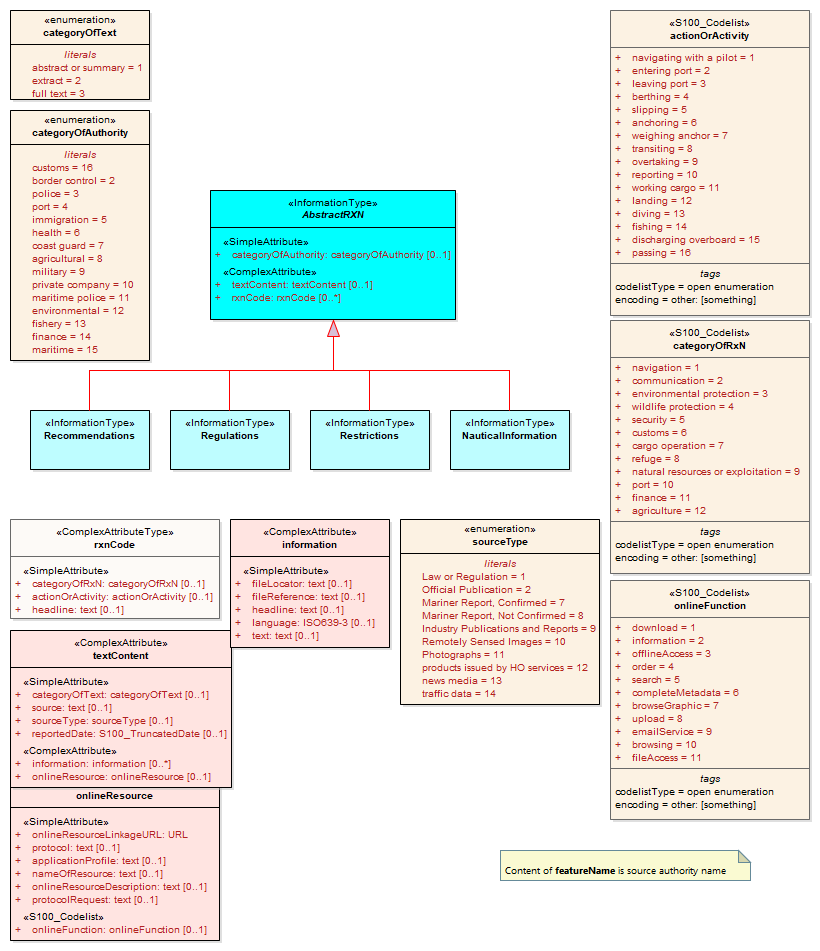 «enumeration»
categoryOfText
literals
abstract or summary = 1
extract = 2
full text = 3
«enumeration»
categoryOfAuthority
literals
customs = 16
border control = 2
police = 3
port = 4
immigration = 5
health = 6
coast guard = 7
agricultural = 8
military = 9
private company = 10
maritime police = 11
environmental = 12
fishery = 13
finance = 14
maritime = 15
«InformationType»
AbstractRXN
«SimpleAttribute»
+ categoryOfAuthority: categoryOfAuthority [0..1]
«ComplexAttribute»
+ textContent: textContent [0..1]
+ rxnCode: rxnCode [0..*]
«InformationType»
Recommendations
«InformationType»
Regulations
«InformationType»
Restrictions
«InformationType»
NauticalInformation
«S100_Codelist»
actionOrActivity
+ navigating with a pilot = 1
+ entering port = 2
+ leaving port = 3
+ berthing = 4
+ slipping = 5
+ anchoring = 6
+ weighing anchor = 7
+ transiting = 8
+ overtaking = 9
+ reporting = 10
+ working cargo = 11
+ landing = 12
+ diving = 13
+ fishing = 14
+ discharging overboard = 15
+ passing = 16
tags
codelistType = open enumeration
encoding = other: [something]
«S100_Codelist»
categoryOfRxN
+ navigation = 1
+ communication = 2
+ environmental protection = 3
+ wildlife protection = 4
+ security = 5
+ customs = 6
+ cargo operation = 7
+ refuge = 8
+ natural resources or exploitation = 9
+ port = 10
+ finance = 11
+ agriculture = 12
tags
codelistType = open enumeration
encoding = other: [something]
«ComplexAttributeType»
rxnCode
«SimpleAttribute»
+ categoryOfRxN: categoryOfRxN [0..1]
+ actionOrActivity: actionOrActivity [0..1]
+ headline: text [0..1]
«ComplexAttribute»
information
«SimpleAttribute»
+ fileLocator: text [0..1]
+ fileReference: text [0..1]
+ headline: text [0..1]
+ language: ISO639-3 [0..1]
+ text: text [0..1]
«enumeration»
sourceType
literals
Law or Regulation = 1
Official Publication = 2
Mariner Report, Confirmed = 7
Mariner Report, Not Confirmed = 8
Industry Publications and Reports = 9
Remotely Sensed Images = 10
Photographs = 11
products issued by HO services = 12
news media = 13
traffic data = 14
«ComplexAttribute»
textContent
«SimpleAttribute»
+ categoryOfText: categoryOfText [0..1]
+ source: text [0..1]
+ sourceType: sourceType [0..1]
+ reportedDate: S100_TruncatedDate [0..1]
«ComplexAttribute»
+ information: information [0..*]
+ onlineResource: onlineResource [0..1]
onlineResource
«SimpleAttribute»
+ onlineResourceLinkageURL: URL
+ protocol: text [0..1]
+ applicationProfile: text [0..1]
+ nameOfResource: text [0..1]
+ onlineResourceDescription: text [0..1]
+ protocolRequest: text [0..1]
«S100_Codelist»
+ onlineFunction: onlineFunction [0..1]
«S100_Codelist»
onlineFunction
+ download = 1
+ information = 2
+ offlineAccess = 3
+ order = 4
+ search = 5
+ completeMetadata = 6
+ browseGraphic = 7
+ upload = 8
+ emailService = 9
+ browsing = 10
+ fileAccess = 11
tags
codelistType = open enumeration
encoding = other: [something]
Content of featureName is source authority name